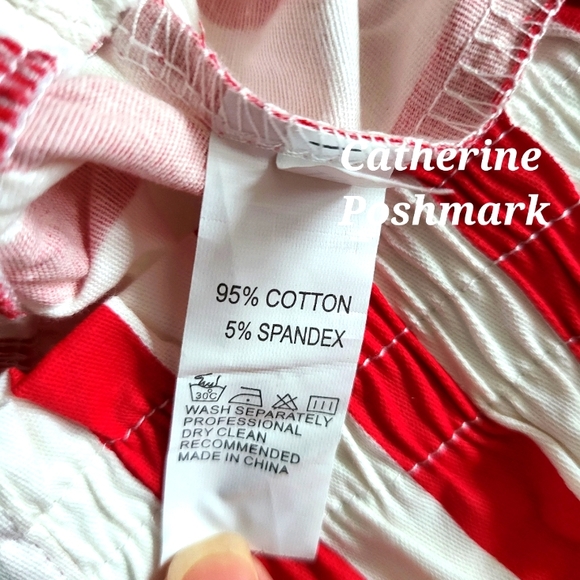 Catherine
Poshmark
95% COTTON
5% SPANDEX
30°C
WASH SEPARATELY
PROFESSIONAL
DRY CLEAN
RECOMMENDED
MADE IN CHINA